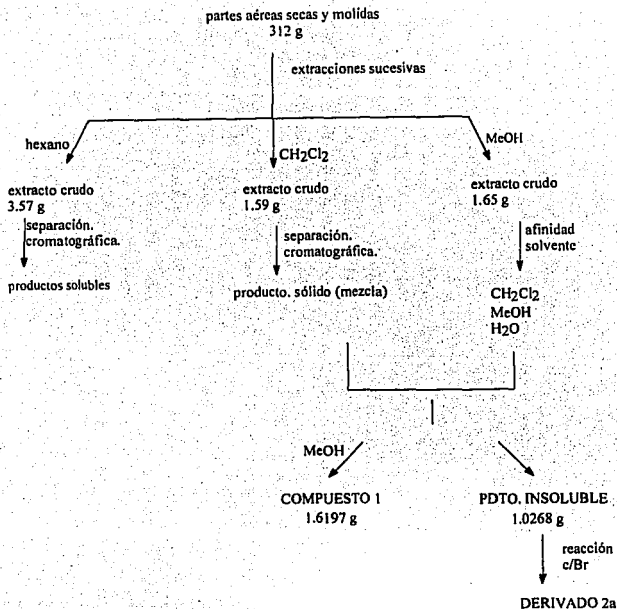 partes aéreas secas y molidas
312 g
extracciones sucesivas
hexano
CH2Cl2
MeOH
extracto crudo
3.57 g
extracto crudo
1.59 g
extracto crudo
1.65 g
separación.
cromatográfica.
separación.
cromatográfica.
afinidad
solvente
productos solubles
producto. sólido (mezcla)
CH2Cl2
MeOH
H2O
MeOH
COMPUESTO 1
1.6197 g
PDTO. INSOLUBLE
1.0268 g
reacción
c/Br
DERIVADO 2a